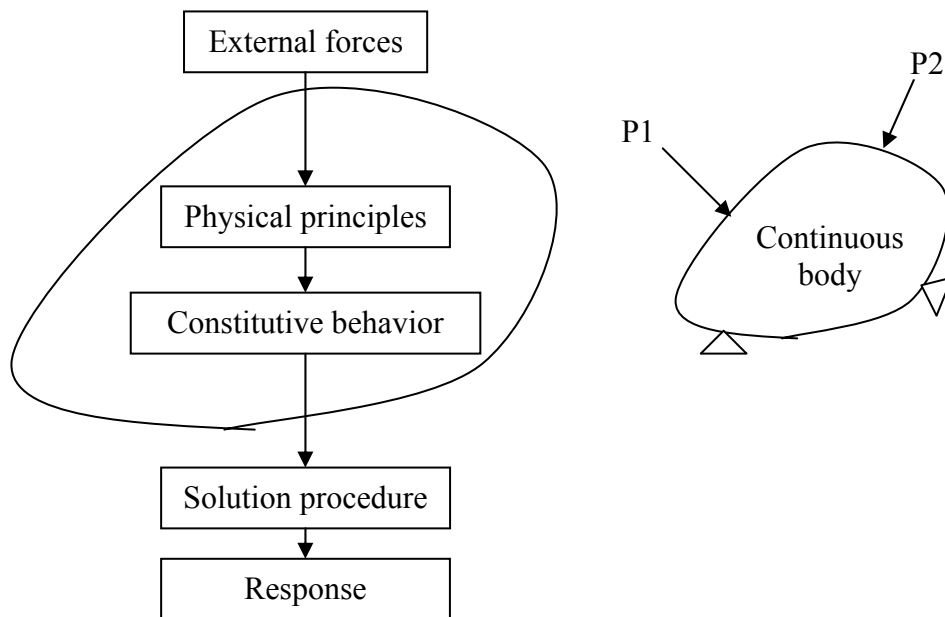 External forces
Physical principles
Constitutive behavior
Solution procedure
Response
P1
P2
Continuous
body